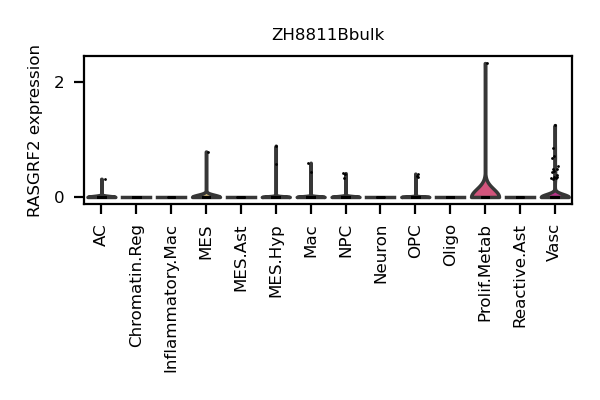 ZH8811Bbulk
RASGRF2 expression
2
0
AC
Chromatin.Reg
Inflammatory.Mac
MES
MES.Ast
MES.Hyp
Mac
NPC
Neuron
OPC
Oligo
Prolif.Metab
Reactive.Ast
Vasc